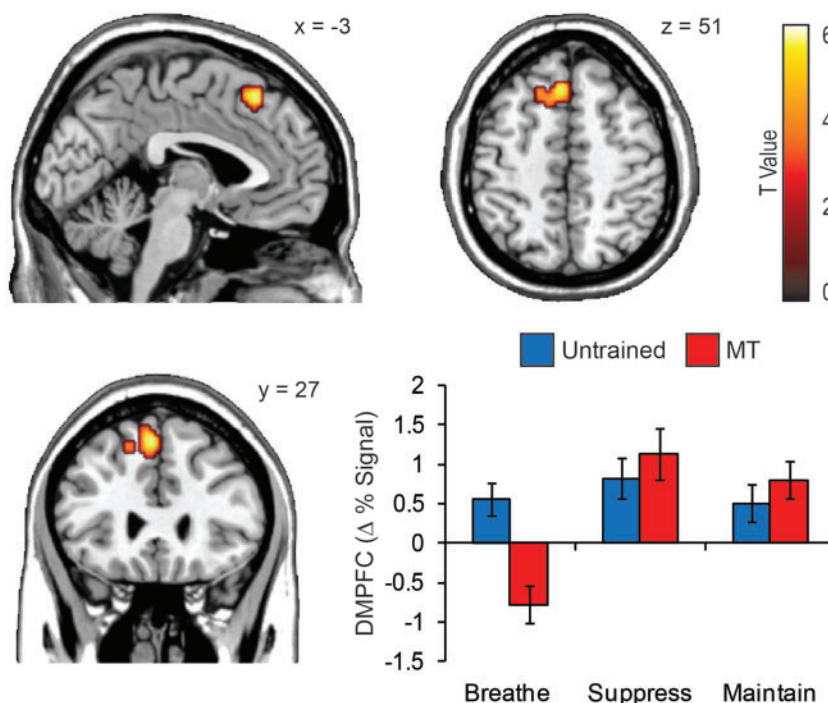 x = -3
z = 51
6
4
2
0
T Value
y = 27
Untrained
MT
DMPFC (Δ % Signal)
2
1.5
1
0.5
0
-0.5
-1
-1.5
Breathe
Suppress
Maintain